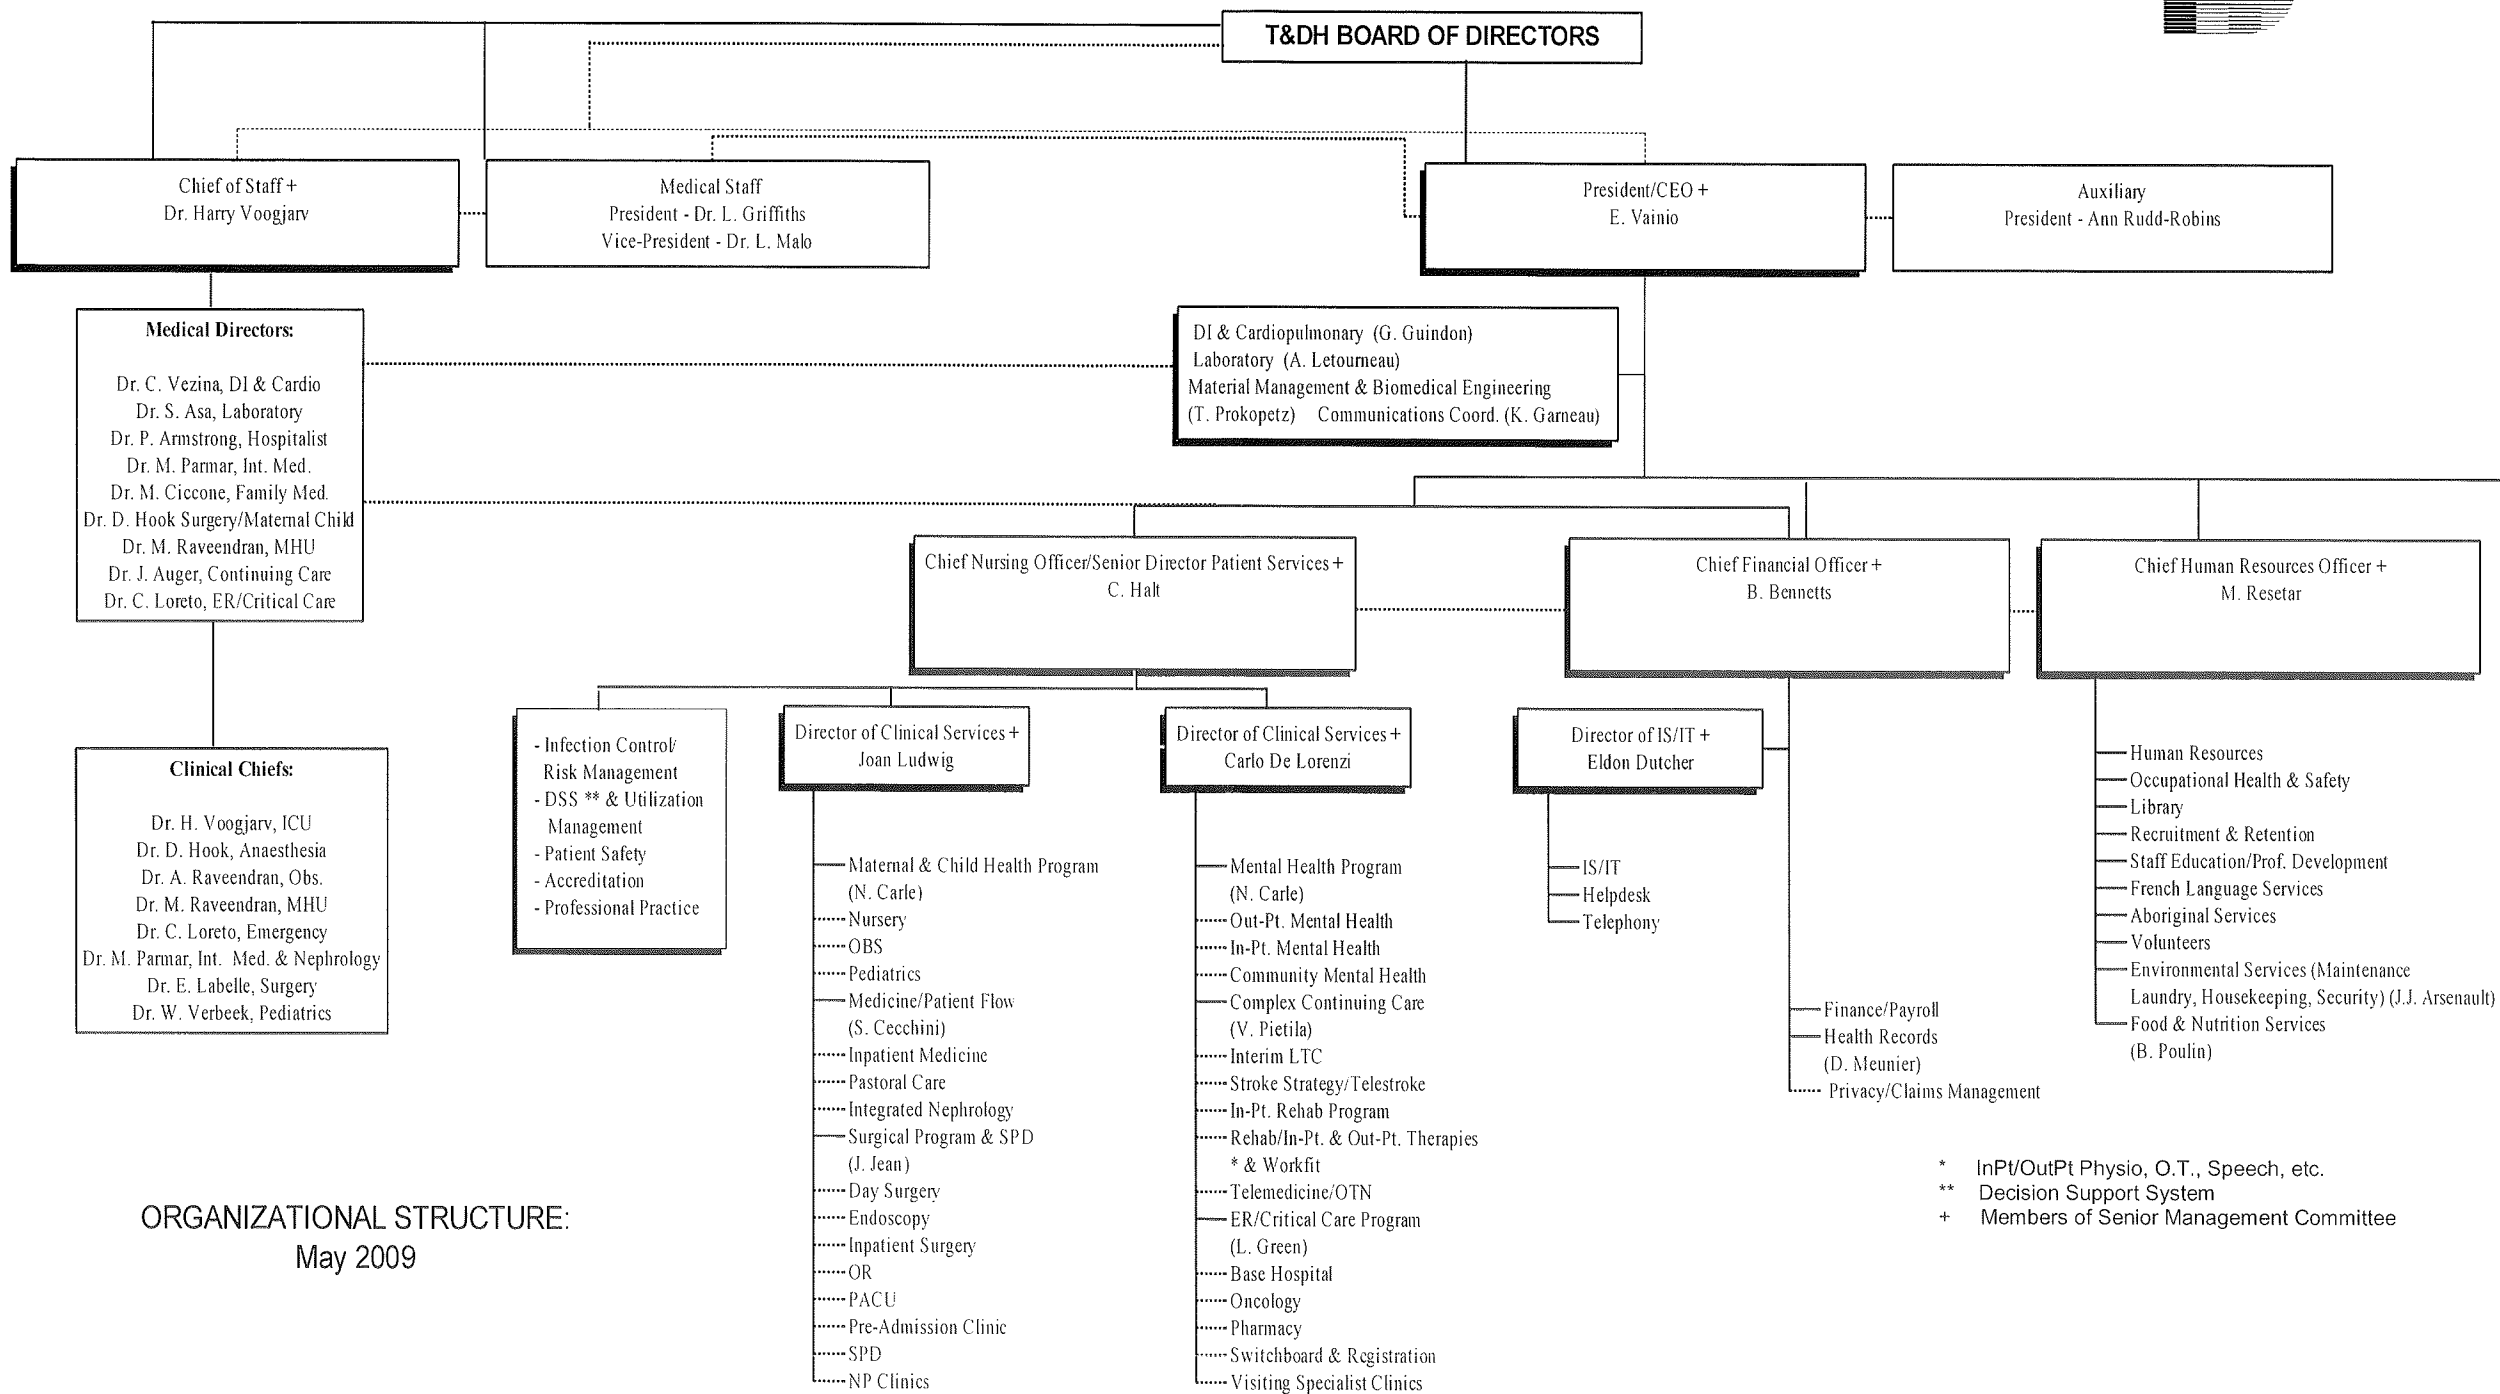 T&DH BOARD OF DIRECTORS
Chief of Staff +
Dr. Harry Voogjarv
Medical Staff
President - Dr. L. Griffiths
Vice-President - Dr. L. Malo
President/CEO +
E. Vainio
Auxiliary
President - Ann Rudd-Robins
Medical Directors:
Dr. C. Vezina, DI & Cardio
Dr. S. Asa, Laboratory
Dr. P. Armstrong, Hospitalist
Dr. M. Parmar, Int. Med.
Dr. M. Ciccone, Family Med.
Dr. D. Hook Surgery/Maternal Child
Dr. M. Raveendran, MHU
Dr. J. Auger, Continuing Care
Dr. C. Loreto, ER/Critical Care
DI & Cardiopulmonary (G. Guindon)
Laboratory (A. Letourneau)
Material Management & Biomedical Engineering
(T. Prokopetz) Communications Coord. (K. Garneau)
Chief Nursing Officer/Senior Director Patient Services +
C. Halt
Chief Financial Officer +
B. Bennetts
Chief Human Resources Officer +
M. Resetar
Clinical Chiefs:
Dr. H. Voogjarv, ICU
Dr. D. Hook, Anaesthesia
Dr. A. Raveendran, Obs.
Dr. M. Raveendran, MHU
Dr. C. Loreto, Emergency
Dr. M. Parmar, Int. Med. & Nephrology
Dr. E. Labelle, Surgery
Dr. W. Verbeek, Pediatrics
- Infection Control/
Risk Management
- DSS ** & Utilization
Management
- Patient Safety
- Accreditation
- Professional Practice
Director of Clinical Services +
Joan Ludwig
Maternal & Child Health Program
(N. Carle)
Nursery
OBS
Pediatrics
Medicine/Patient Flow
(S. Cecchini)
Inpatient Medicine
Pastoral Care
Integrated Nephrology
Surgical Program & SPD
(J. Jean)
Day Surgery
Endoscopy
Inpatient Surgery
OR
PACU
Pre-Admission Clinic
SPD
NP Clinics
Director of Clinical Services +
Carlo De Lorenzi
Mental Health Program
(N. Carle)
Out-Pt. Mental Health
In-Pt. Mental Health
Community Mental Health
Complex Continuing Care
(V. Pietila)
Interim LTC
Stroke Strategy/Telestroke
In-Pt. Rehab Program
Rehab/In-Pt. & Out-Pt. Therapies
* & Workfit
Telemedicine/OTN
ER/Critical Care Program
(L. Green)
Base Hospital
Oncology
Pharmacy
Switchboard & Registration
Visiting Specialist Clinics
Director of IS/IT +
Eldon Dutcher
IS/IT
Helpdesk
Telephony
Finance/Payroll
Health Records
(D. Meunier)
Privacy/Claims Management
Human Resources
Occupational Health & Safety
Library
Recruitment & Retention
Staff Education/Prof. Development
French Language Services
Aboriginal Services
Volunteers
Environmental Services (Maintenance
Laundry, Housekeeping, Security) (J.J. Arsenault)
Food & Nutrition Services
(B. Poulin)
* InPt/OutPt Physio, O.T., Speech, etc.
** Decision Support System
+ Members of Senior Management Committee
ORGANIZATIONAL STRUCTURE:
May 2009